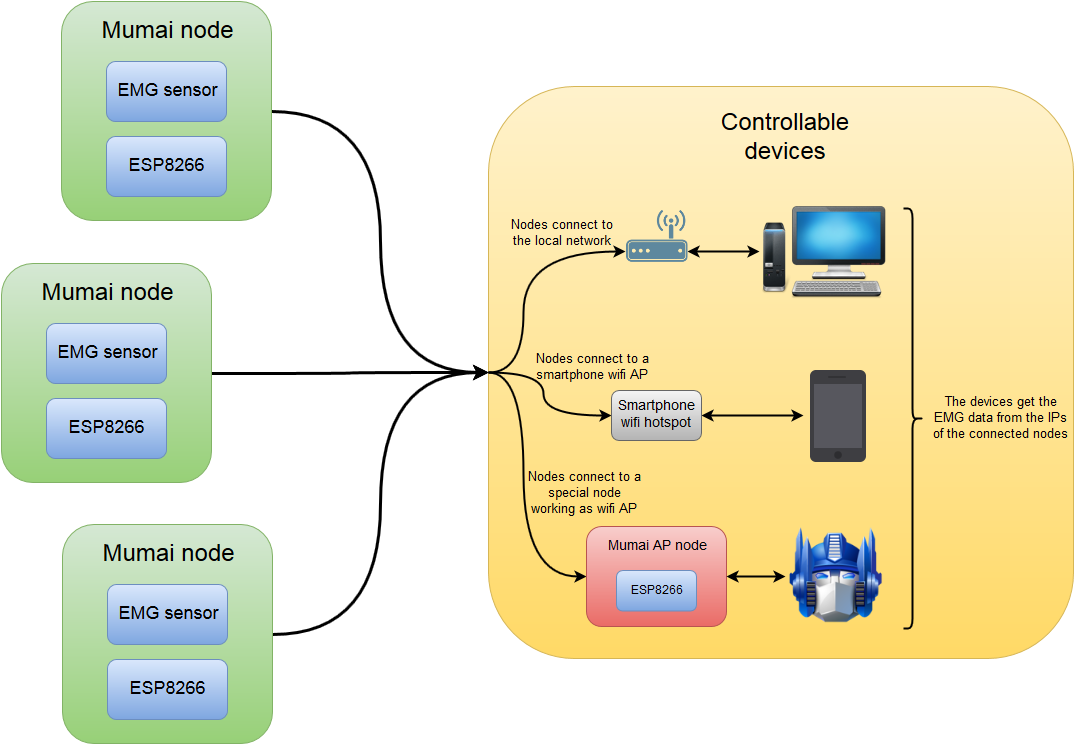 Mumai node
EMG sensor
ESP8266
Mumai node
EMG sensor
ESP8266
Mumai node
EMG sensor
ESP8266
Controllable
devices
Nodes connect to
the local network
Nodes connect to a
smartphone wifi AP
Smartphone
wifi hotspot
Nodes connect to a
special node
working as wifi AP
Mumai AP node
ESP8266
The devices get the
EMG data from the IPs
of the connected nodes